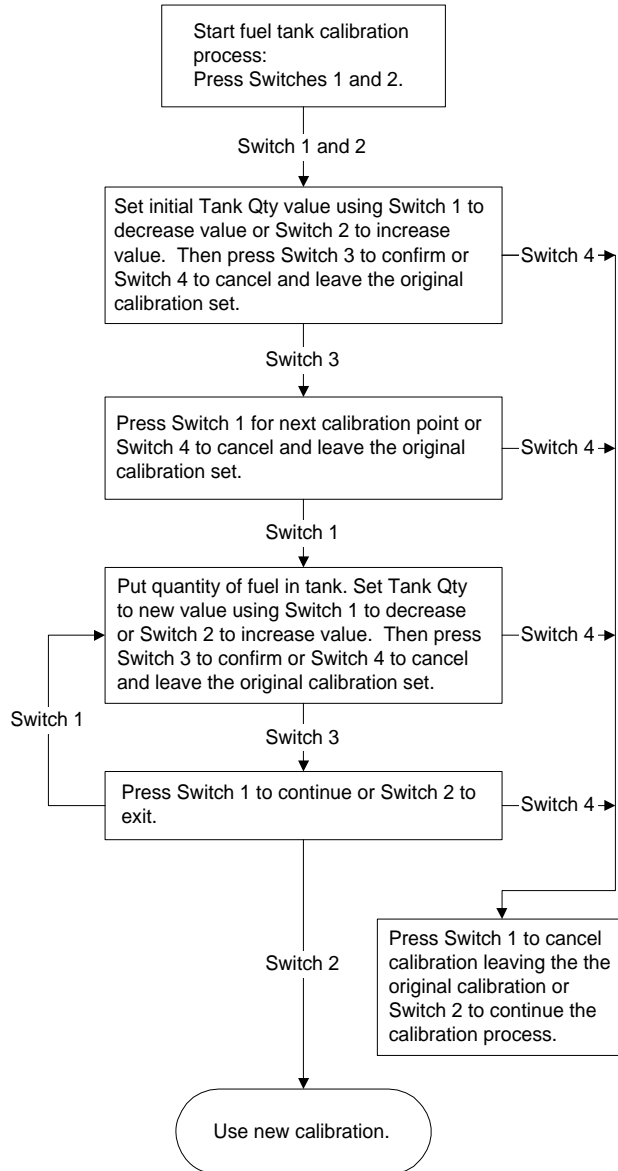 Start fuel tank calibration
process:
Press Switches 1 and 2.
Switch 1 and 2
Set initial Tank Qty value using Switch 1 to
decrease value or Switch 2 to increase
value.  Then press Switch 3 to confirm or
Switch 4 to cancel and leave the original
calibration set.
Switch 4
Switch 3
Press Switch 1 for next calibration point or
Switch 4 to cancel and leave the original
calibration set.
Switch 4
Switch 1
Put quantity of fuel in tank. Set Tank Qty
to new value using Switch 1 to decrease
or Switch 2 to increase value.  Then press
Switch 3 to confirm or Switch 4 to cancel
and leave the original calibration set.
Switch 4
Switch 1
Switch 3
Press Switch 1 to continue or Switch 2 to
exit.
Switch 4
Switch 2
Press Switch 1 to cancel
calibration leaving the the
original calibration or
Switch 2 to continue the
calibration process.
Use new calibration.